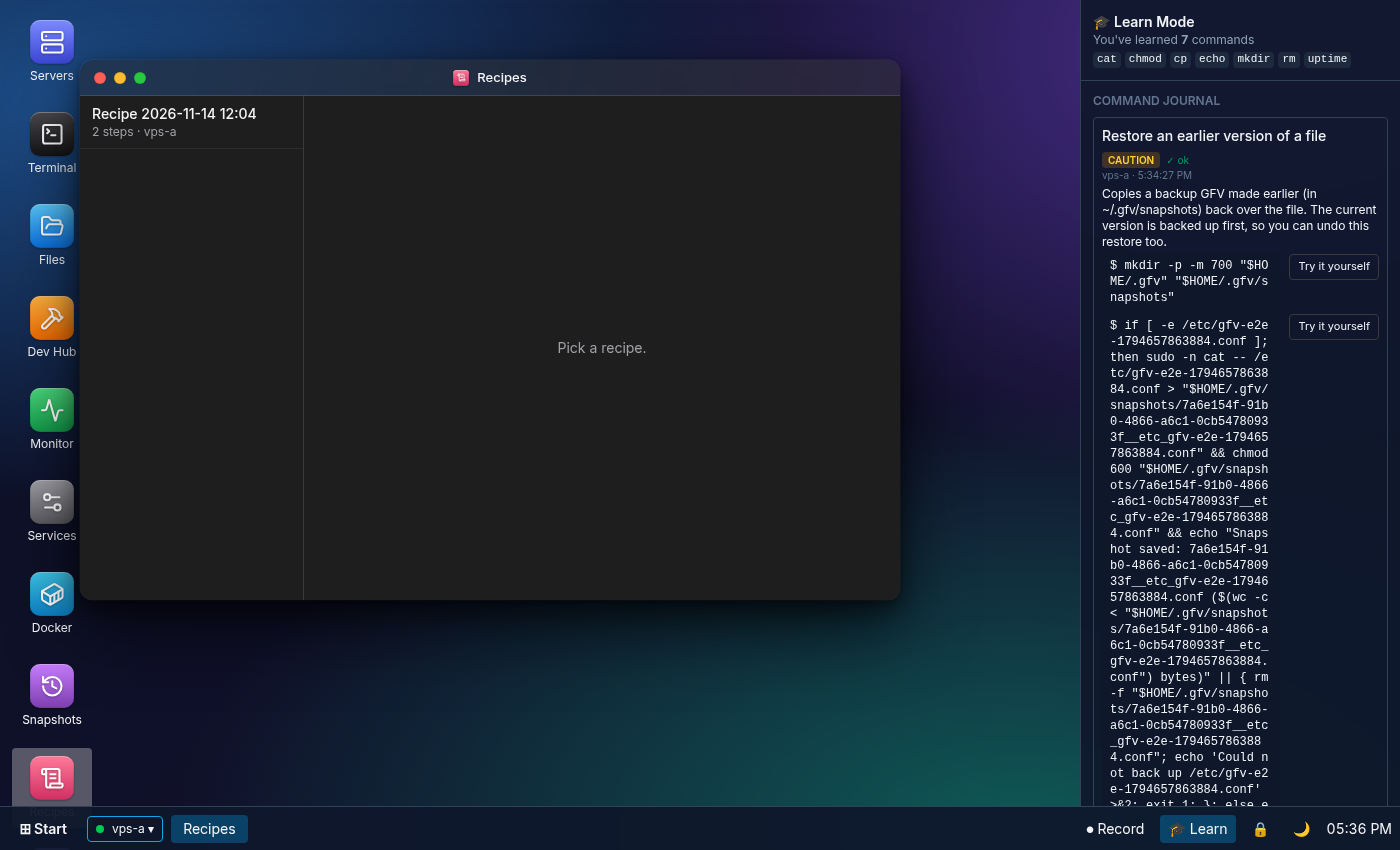 Servers
Terminal
Files
Dev Hub
Monitor
Services
Docker
Snapshots
Recipes
Recipe 2026-11-14 12:04
2 steps · vps-a
Pick a recipe.
🎓 Learn Mode
You've learned 7 commands
cat chmod cp echo mkdir rm uptime
COMMAND JOURNAL
Restore an earlier version of a file
CAUTION ✓ ok
vps-a · 5:34:27 PM
Copies a backup GFV made earlier (in
~/.gfv/snapshots) back over the file. The current
version is backed up first, so you can undo this
restore too.
$ mkdir -p -m 700 "$HO
ME/.gfv" "$HOME/.gfv/s
napshots"
Try it yourself
$ if [ -e /etc/gfv-e2e
-1794657863884.conf ];
then sudo -n cat -- /e
tc/gfv-e2e-17946578638
84.conf > "$HOME/.gfv/
snapshots/7a6e154f-91b
0-4866-a6c1-0cb5478093
3f__etc_gfv-e2e-179465
7863884.conf" && chmod
600 "$HOME/.gfv/snapsh
ots/7a6e154f-91b0-4866
-a6c1-0cb54780933f__et
c_gfv-e2e-179465786388
4.conf" && echo "Snaps
hot saved: 7a6e154f-91
b0-4866-a6c1-0cb547809
33f__etc_gfv-e2e-17946
57863884.conf ($(wc -c
< "$HOME/.gfv/snapshot
s/7a6e154f-91b0-4866-a
6c1-0cb54780933f__etc_
gfv-e2e-1794657863884.
conf") bytes)" || { rm
-f "$HOME/.gfv/snapsho
ts/7a6e154f-91b0-4866-
a6c1-0cb54780933f__etc
_gfv-e2e-179465786388
4.conf"; echo 'Could n
ot back up /etc/gfv-e2
e-1794657863884.conf'
>&2; exit 1; }; else e
Try it yourself
Start
vps-a ▾
Recipes
● Record
🎓 Learn
05:36 PM